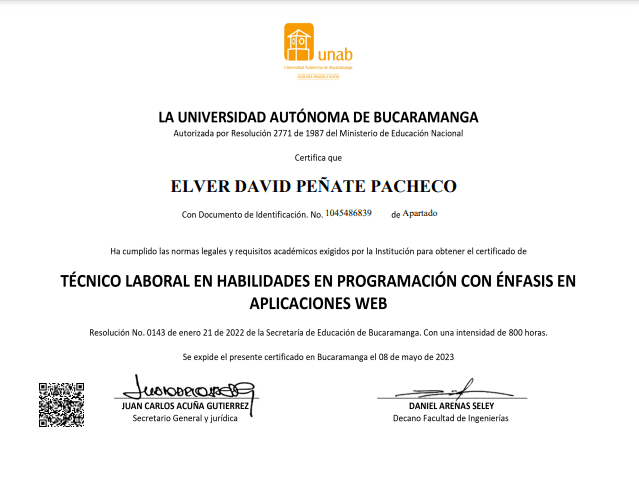 unab
Universidad Autónoma de Bucaramanga
LA UNIVERSIDAD AUTÓNOMA DE BUCARAMANGA
Autorizada por Resolución 2771 de 1987 del Ministerio de Educación Nacional
Certifica que
ELVER DAVID PEÑATE PACHECO
Con Documento de Identificación. No. 1045486839 de Apartado
Ha cumplido las normas legales y requisitos académicos exigidos por la Institución para obtener el certificado de
TÉCNICO LABORAL EN HABILIDADES EN PROGRAMACIÓN CON ÉNFASIS EN
APLICACIONES WEB
Resolución No. 0143 de enero 21 de 2022 de la Secretaría de Educación de Bucaramanga. Con una intensidad de 800 horas.
Se expide el presente certificado en Bucaramanga el 08 de mayo de 2023
JUAN CARLOS ACUÑA GUTIERREZ
Secretario General y jurídica
DANIEL ARENAS SELEY
Decano Facultad de Ingenierías